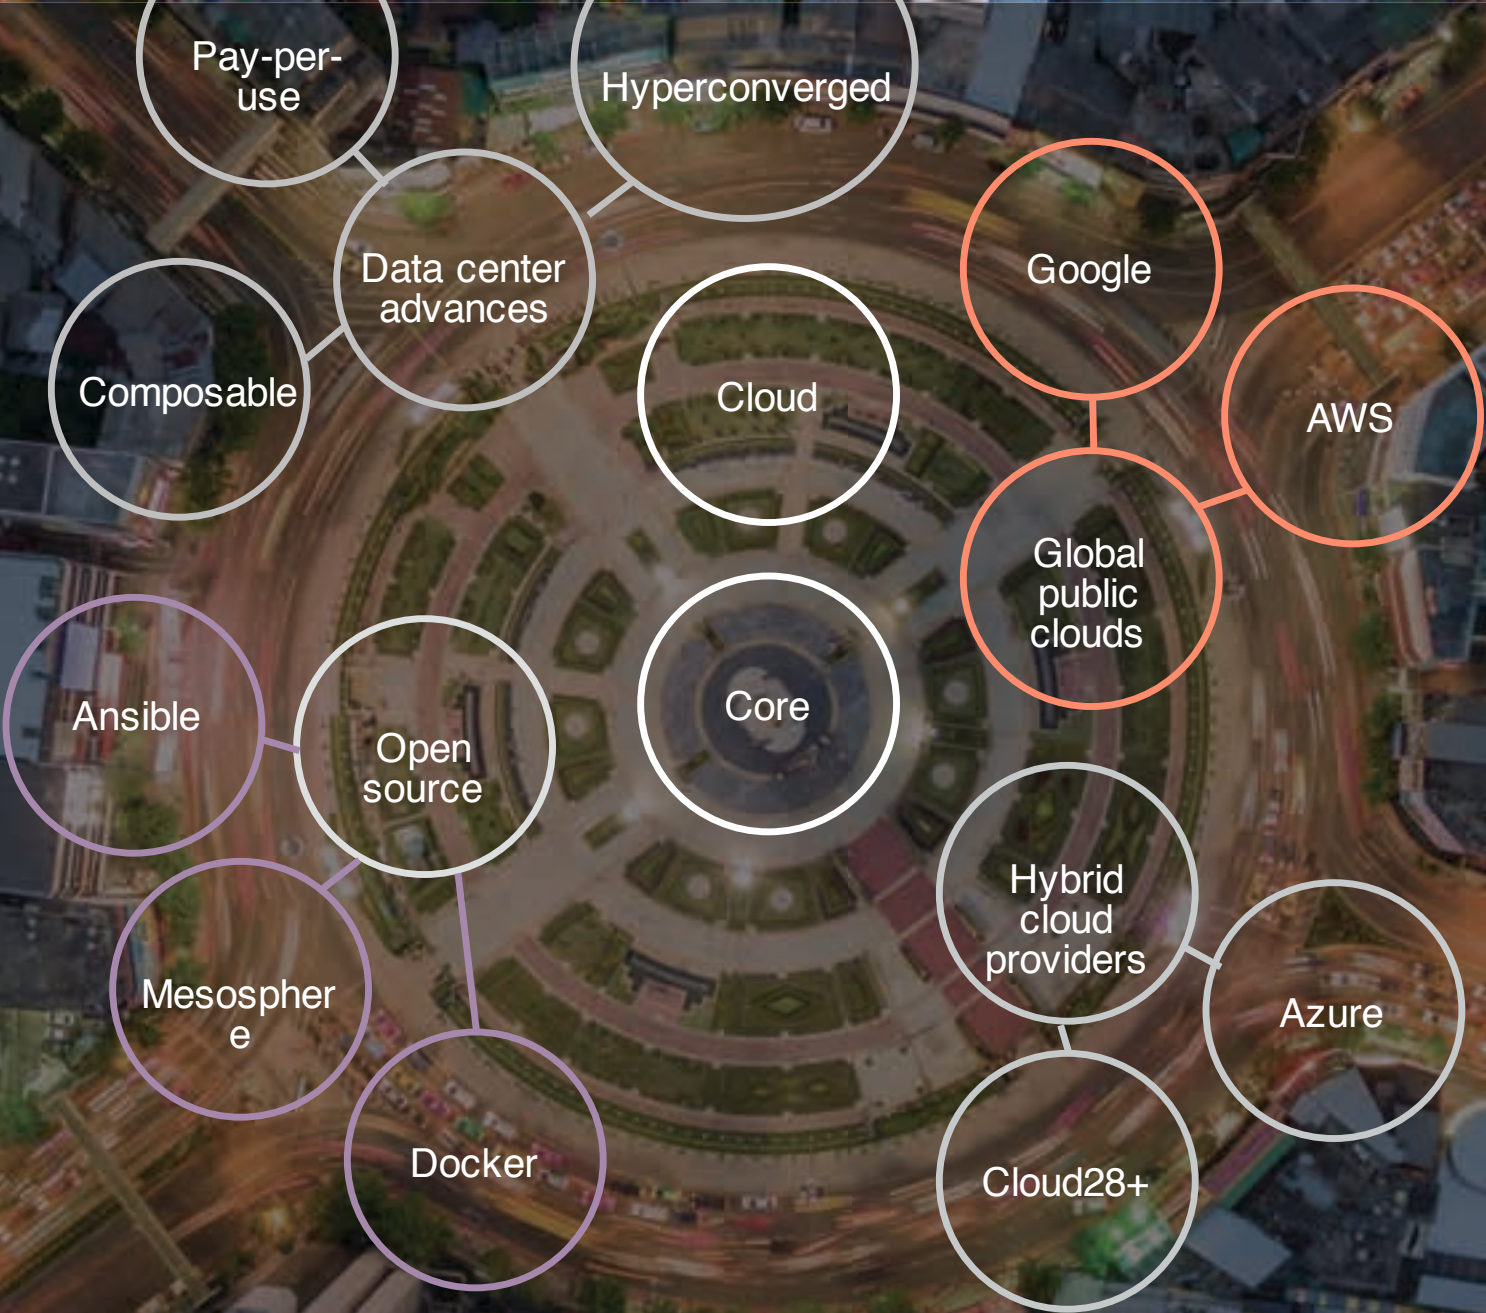 Pay-per-
use
Hyperconverged
Data center
advances
Google
Composable
Cloud
AWS
Global
public
clouds
Ansible
Core
Open
source
Hybrid
cloud
providers
Mesospher
e
Azure
Docker
Cloud28+